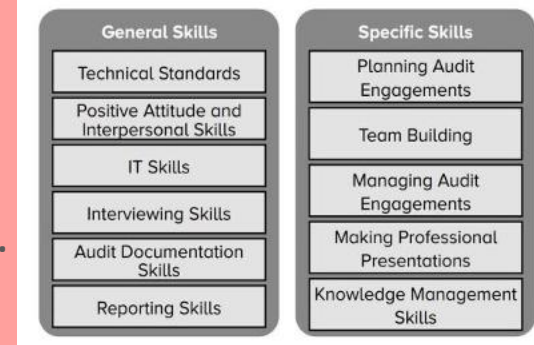 General Skills
Technical Standards
Positive Attitude and
Interpersonal Skills
IT Skills
Interviewing Skills
Audit Documentation
Skills
Reporting Skills
Specific Skills
Planning Audit
Engagements
Team Building
Managing Audit
Engagements
Making Professional
Presentations
Knowledge Management
Skills